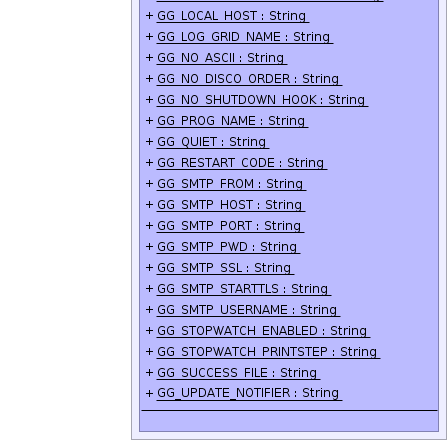 + GG_LOCAL_HOST : String
+ GG_LOG_GRID_NAME : String
+ GG_NO_ASCII : String
+ GG_NO_DISCO_ORDER : String
+ GG_NO_SHUTDOWN_HOOK : String
+ GG_PROG_NAME : String
+ GG_QUIET : String
+ GG_RESTART_CODE : String
+ GG_SMTP_FROM : String
+ GG_SMTP_HOST : String
+ GG_SMTP_PORT : String
+ GG_SMTP_PWD : String
+ GG_SMTP_SSL : String
+ GG_SMTP_STARTTLS : String
+ GG_SMTP_USERNAME : String
+ GG_STOPWATCH_ENABLED : String
+ GG_STOPWATCH_PRINTSTEP : String
+ GG_SUCCESS_FILE : String
+ GG_UPDATE_NOTIFIER : String